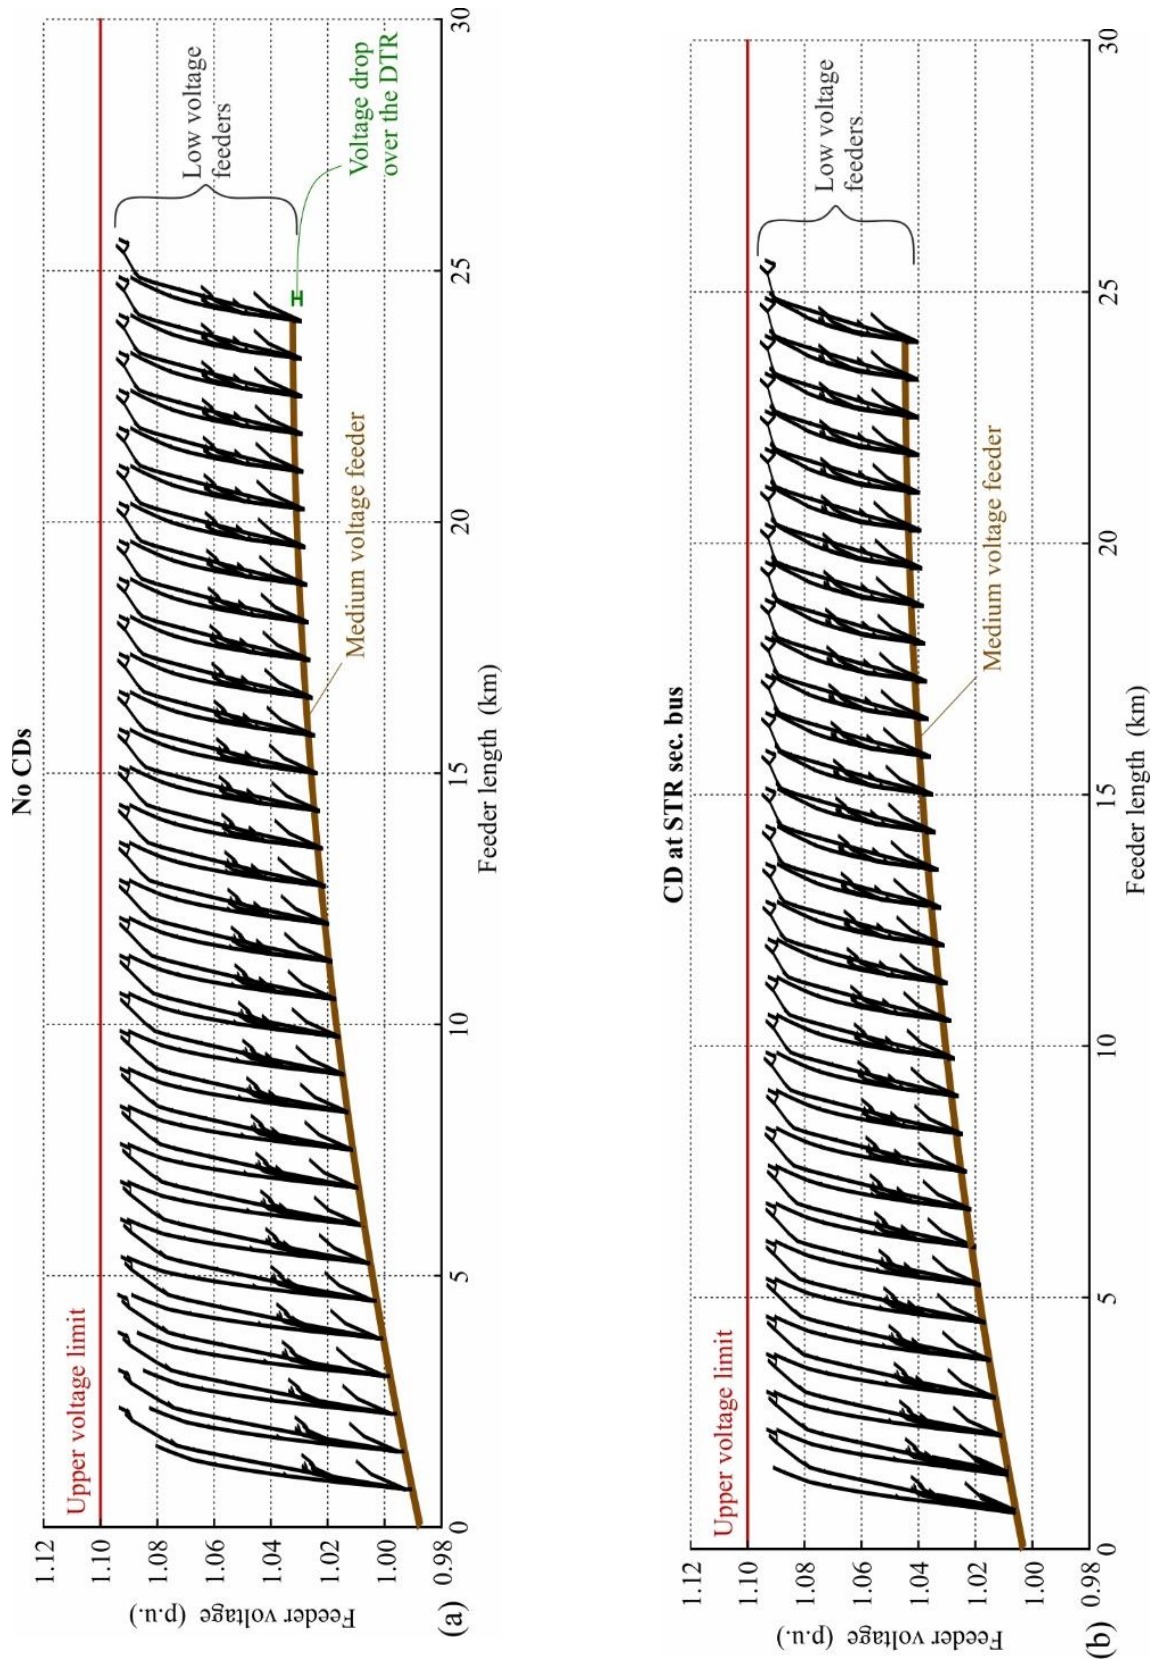 No CDs
Upper voltage limit
Low voltage
feeders
Voltage drop
over the DTR
Medium voltage feeder
1.12
1.10
1.08
1.06
1.04
1.02
1.00
0.98
Feeder voltage (p.u.)
0
5
10
15
20
25
30
Feeder length (km)
(a)
CD at STR sec. bus
Upper voltage limit
Low voltage
feeders
Medium voltage feeder
1.12
1.10
1.08
1.06
1.04
1.02
1.00
0.98
Feeder voltage (p.u.)
0
5
10
15
20
25
30
Feeder length (km)
(b)